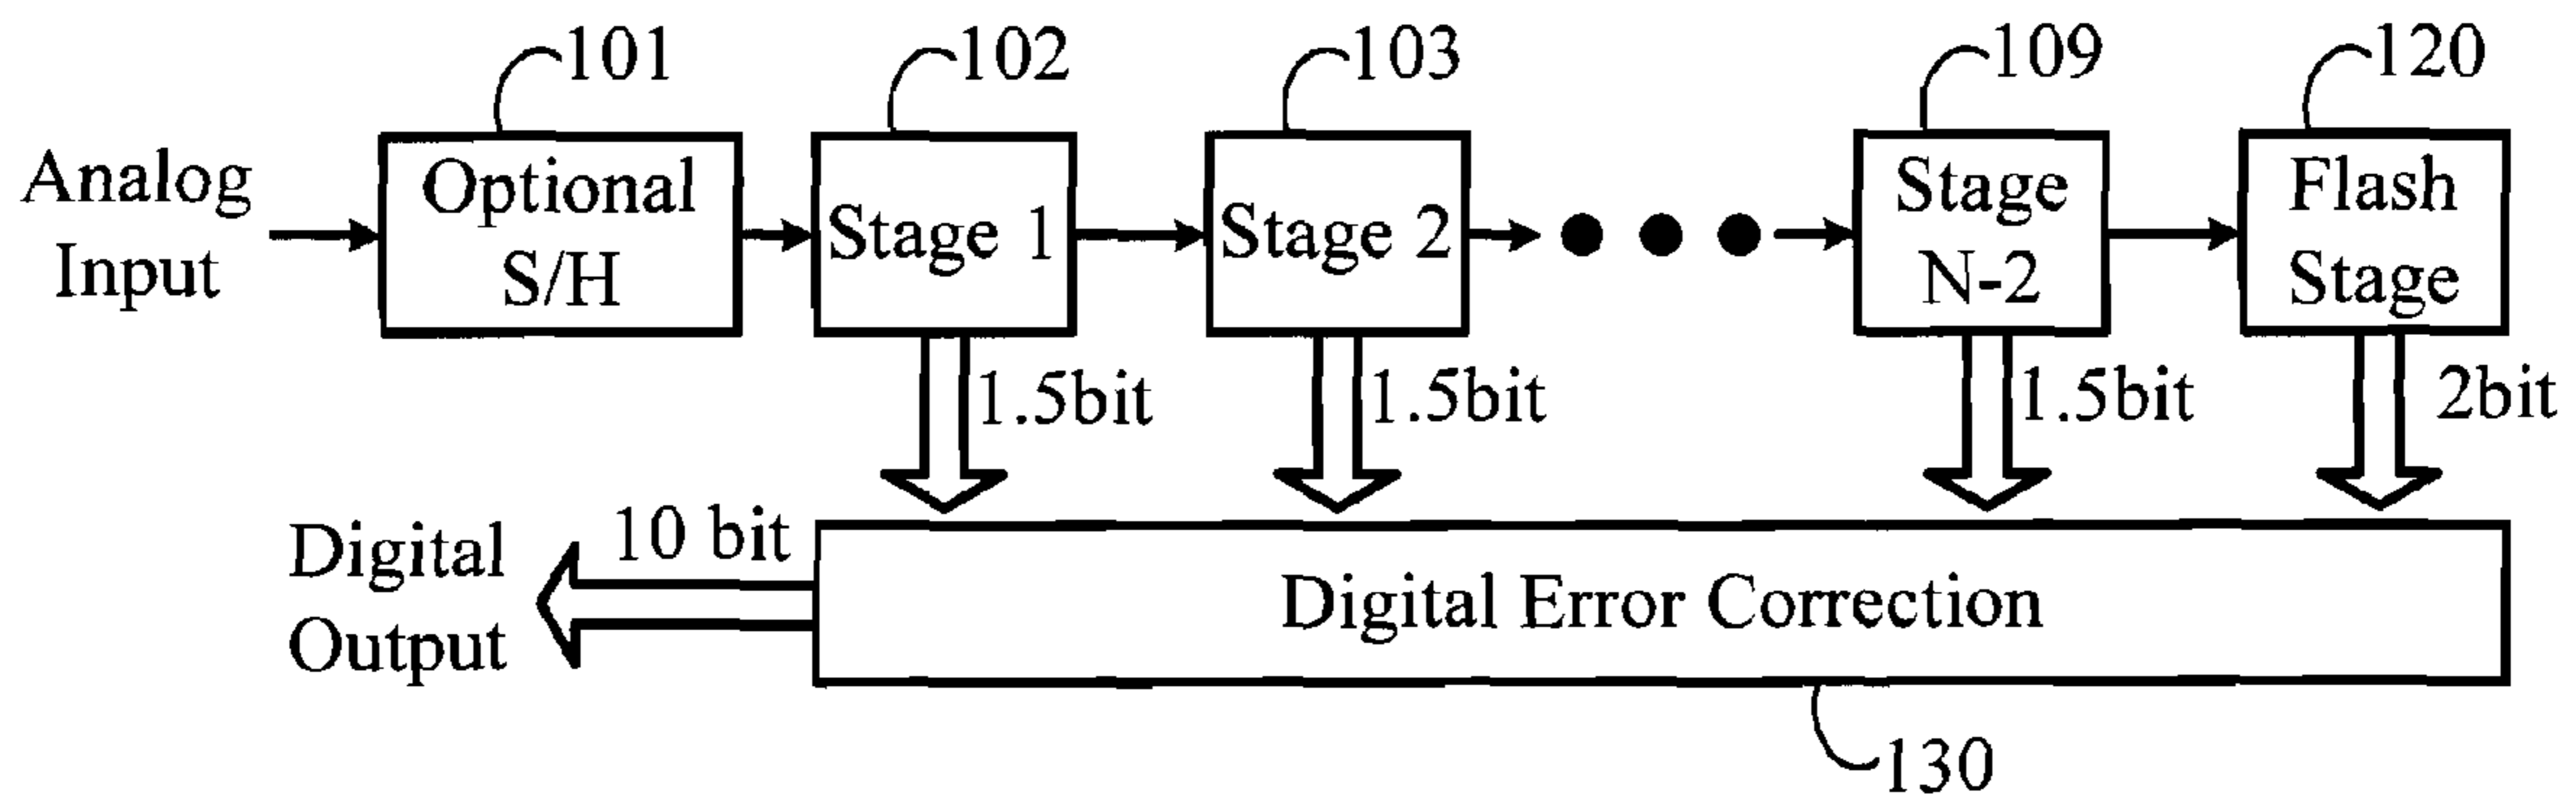 101
102
103
109
120
Analog
Input
Optional
S/H
Stage 1
Stage 2
Stage
N-2
Flash
Stage
1.5bit
1.5bit
1.5bit
2bit
Digital
Output
10 bit
Digital Error Correction
130